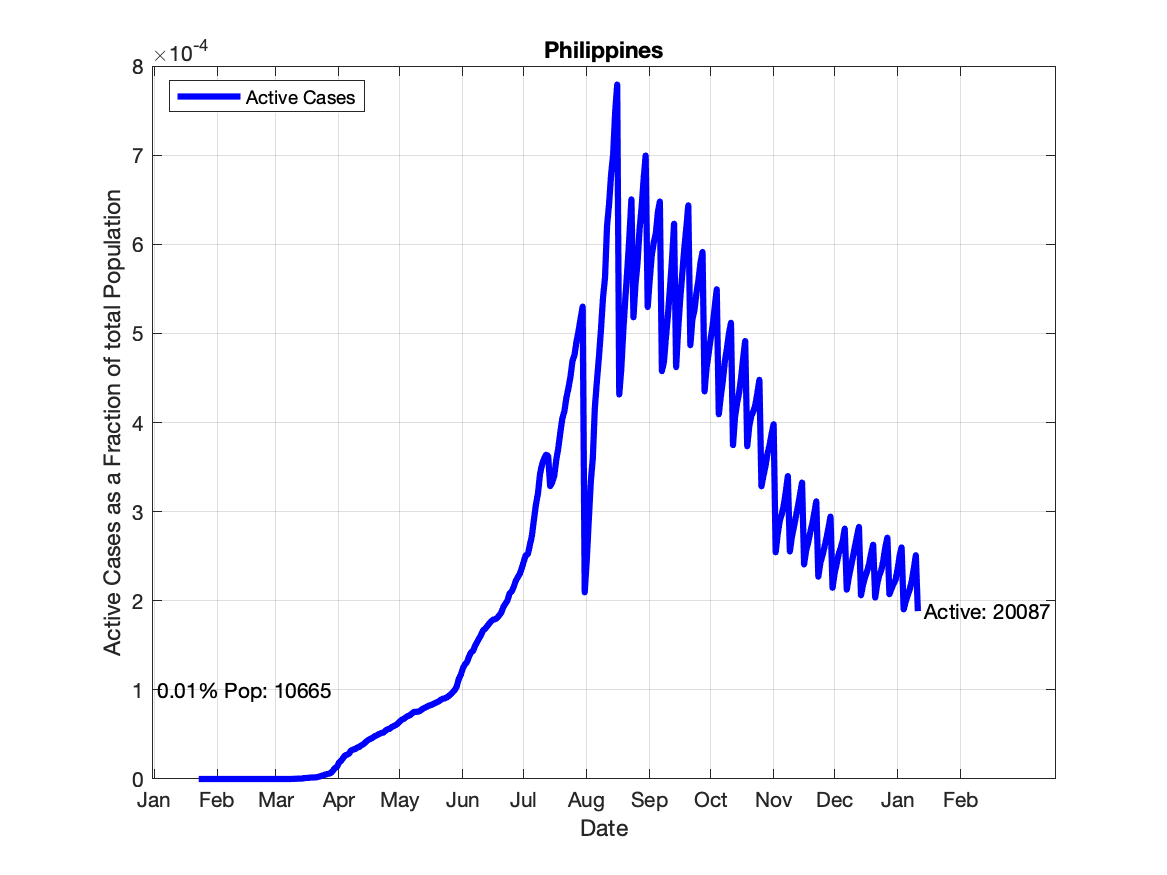 Philippines
×10-4
Active Cases
8
7
6
5
4
3
2
1
0
Active Cases as a Fraction of total Population
0.01% Pop: 10665
Active: 20087
Jan Feb Mar Apr May Jun Jul Aug Sep Oct Nov Dec Jan Feb
Date